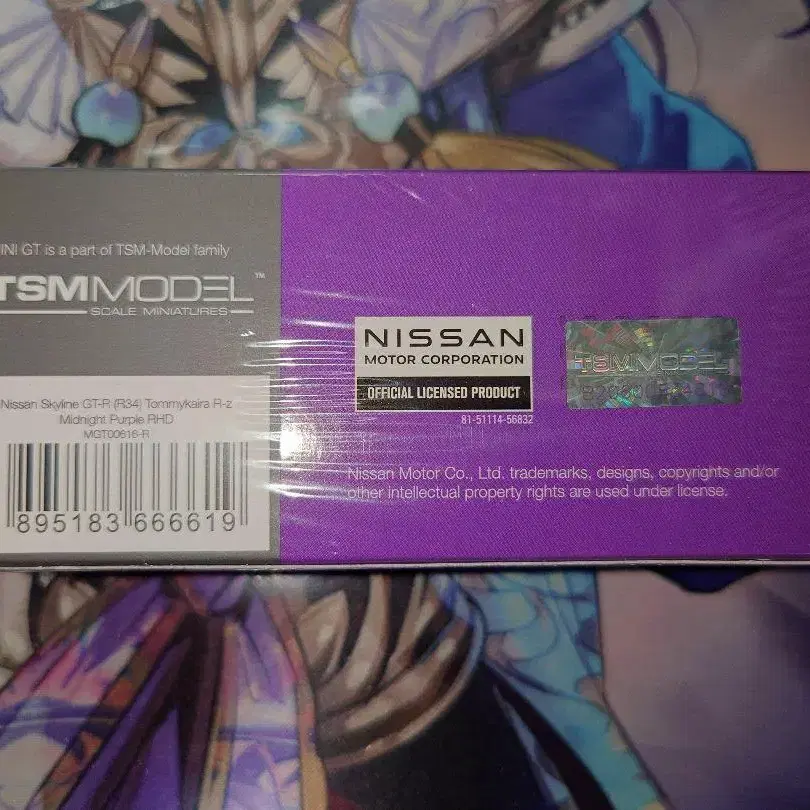 INI GT is a part of TSM-Model family
TSMMODEL™
SCALE MINIATURES
Nissan Skyline GT-R (R34) Tommykaira R-z
Midnight Purple RHD
MGT00616-R
895183 666619
NISSAN
MOTOR CORPORATION
OFFICIAL LICENSED PRODUCT
81-51114-56832
TSMMODEL
Nissan Motor Co., Ltd. trademarks, designs, copyrights and/or
other intellectual property rights are used under license.